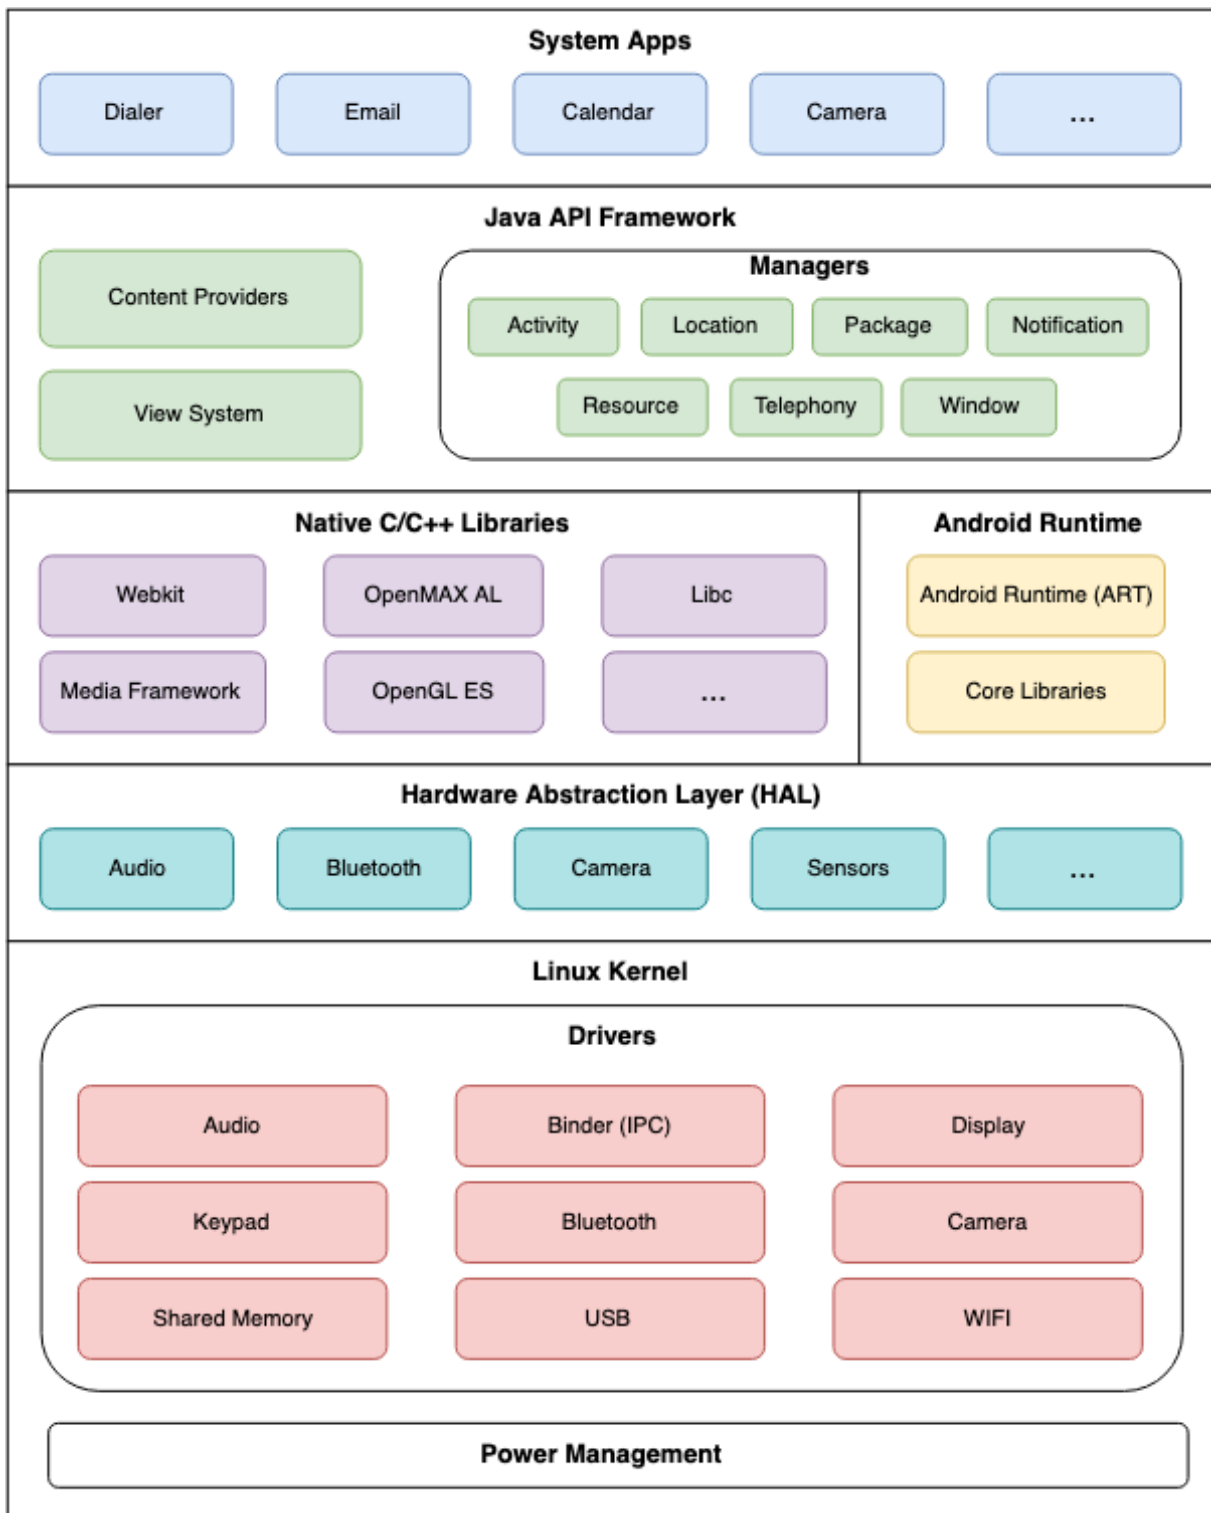 System Apps
Dialer
Email
Calendar
Camera
...
Java API Framework
Content Providers
View System
Managers
Activity
Location
Package
Notification
Resource
Telephony
Window
Native C/C++ Libraries
Webkit
OpenMAX AL
Libc
Media Framework
OpenGL ES
...
Android Runtime
Android Runtime (ART)
Core Libraries
Hardware Abstraction Layer (HAL)
Audio
Bluetooth
Camera
Sensors
...
Linux Kernel
Drivers
Audio
Binder (IPC)
Display
Keypad
Bluetooth
Camera
Shared Memory
USB
WIFI
Power Management